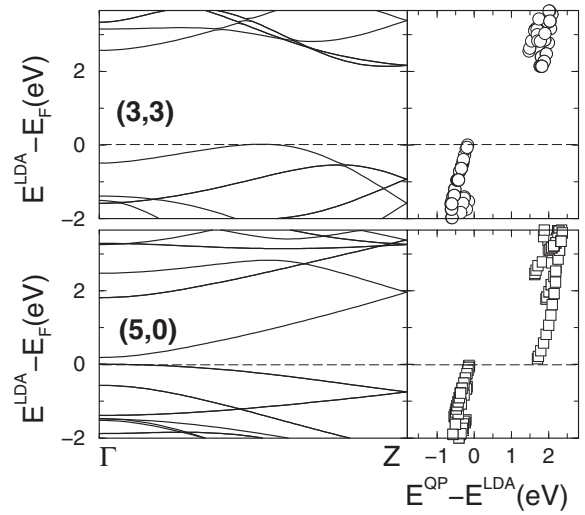 2
0
−2
E^LDA−E_F(eV)
(3,3)
2
0
−2
E^LDA−E_F(eV)
(5,0)
Γ Z
−1 0 1 2
E^QP−E^LDA(eV)